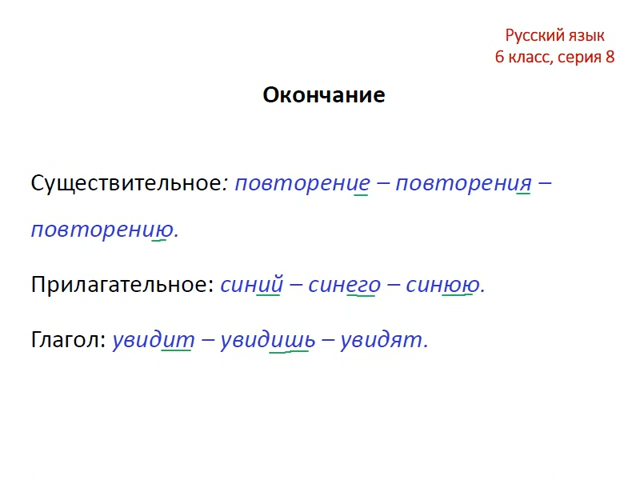 Русский язык
6 класс, серия 8
Окончание
Существительное: повторение – повторения –
повторению.
Прилагательное: синий – синего – синюю.
Глагол: увидит – увидишь – увидят.